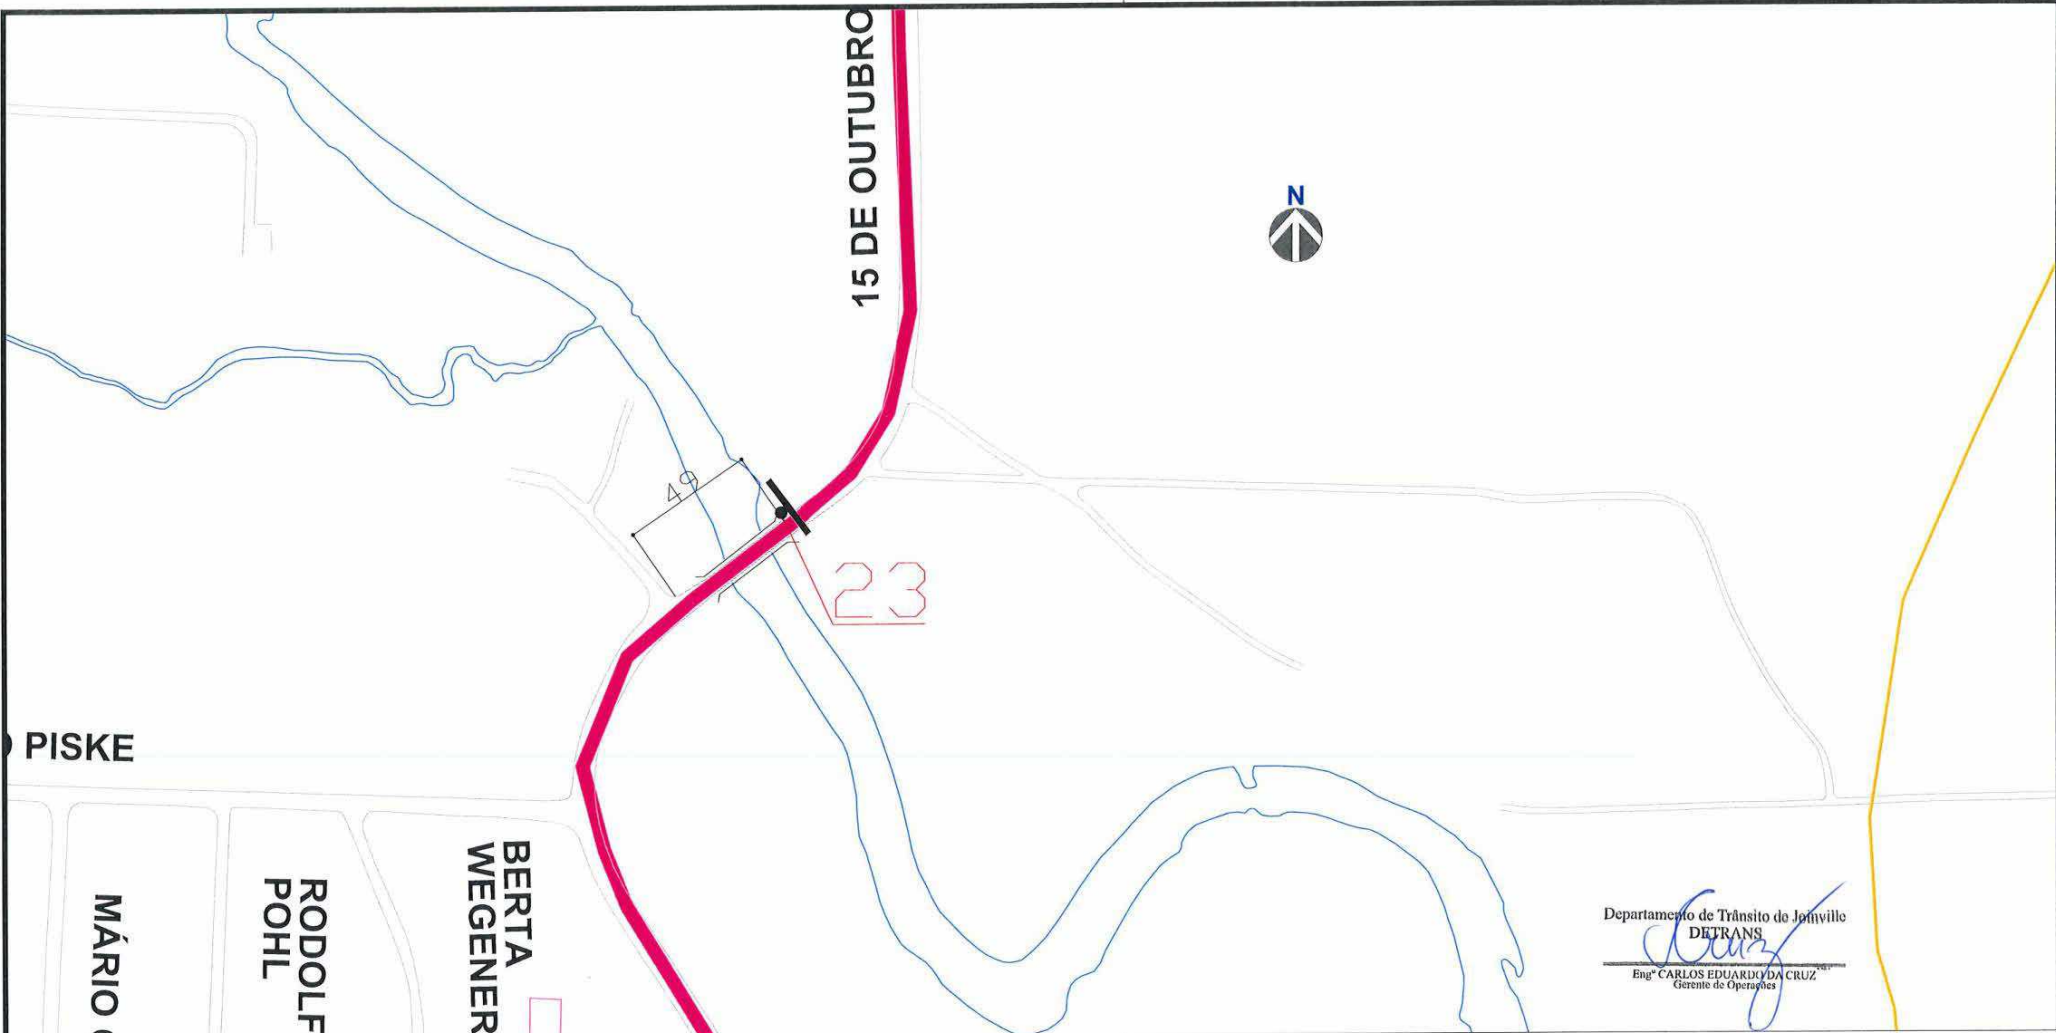 15 DE OUTUBRO
N
49
23
PISKE
MÁRIO
RODOLF
POHL
BERTA
WEGENER
Departamento de Trânsito de Joinville
DETRANS
Cruz
Engº CARLOS EDUARDO DA CRUZ
Gerente de Operações